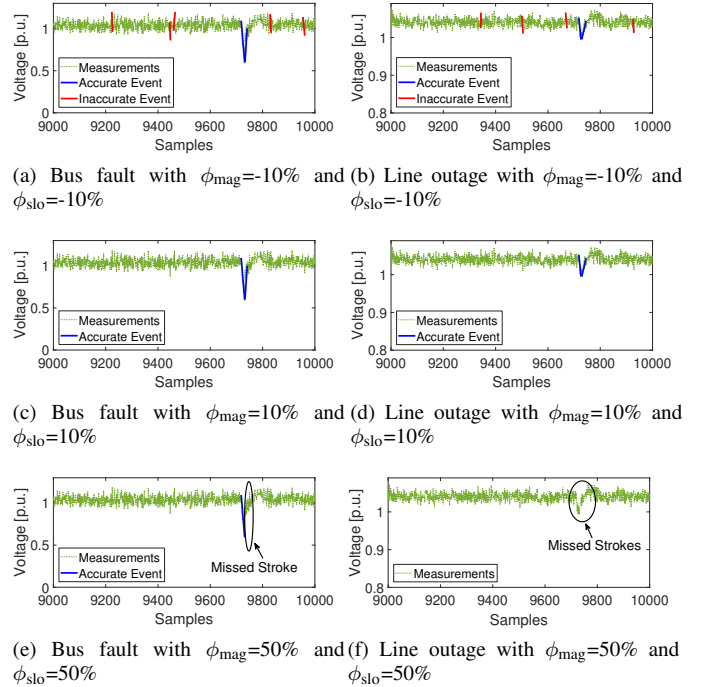 Voltage [p.u.]
1
0.5
0
Measurements
Accurate Event
Inaccurate Event
9000 9200 9400 9600 9800 10000
Samples
Voltage [p.u.]
1
0.9
0.8
Measurements
Accurate Event
Inaccurate Event
9000 9200 9400 9600 9800 10000
Samples
(a) Bus fault with ϕmag=-10% and
ϕslo=-10%
(b) Line outage with ϕmag=-10% and
ϕslo=-10%
Voltage [p.u.]
1
0.5
0
Measurements
Accurate Event
9000 9200 9400 9600 9800 10000
Samples
Voltage [p.u.]
1
0.9
0.8
Measurements
Accurate Event
9000 9200 9400 9600 9800 10000
Samples
(c) Bus fault with ϕmag=10% and
ϕslo=10%
(d) Line outage with ϕmag=10% and
ϕslo=10%
Voltage [p.u.]
1
0.5
0
Measurements
Accurate Event
Missed Stroke
9000 9200 9400 9600 9800 10000
Samples
Voltage [p.u.]
1
0.9
0.8
Measurements
Missed Strokes
9000 9200 9400 9600 9800 10000
Samples
(e) Bus fault with ϕmag=50% and
ϕslo=50%
(f) Line outage with ϕmag=50% and
ϕslo=50%